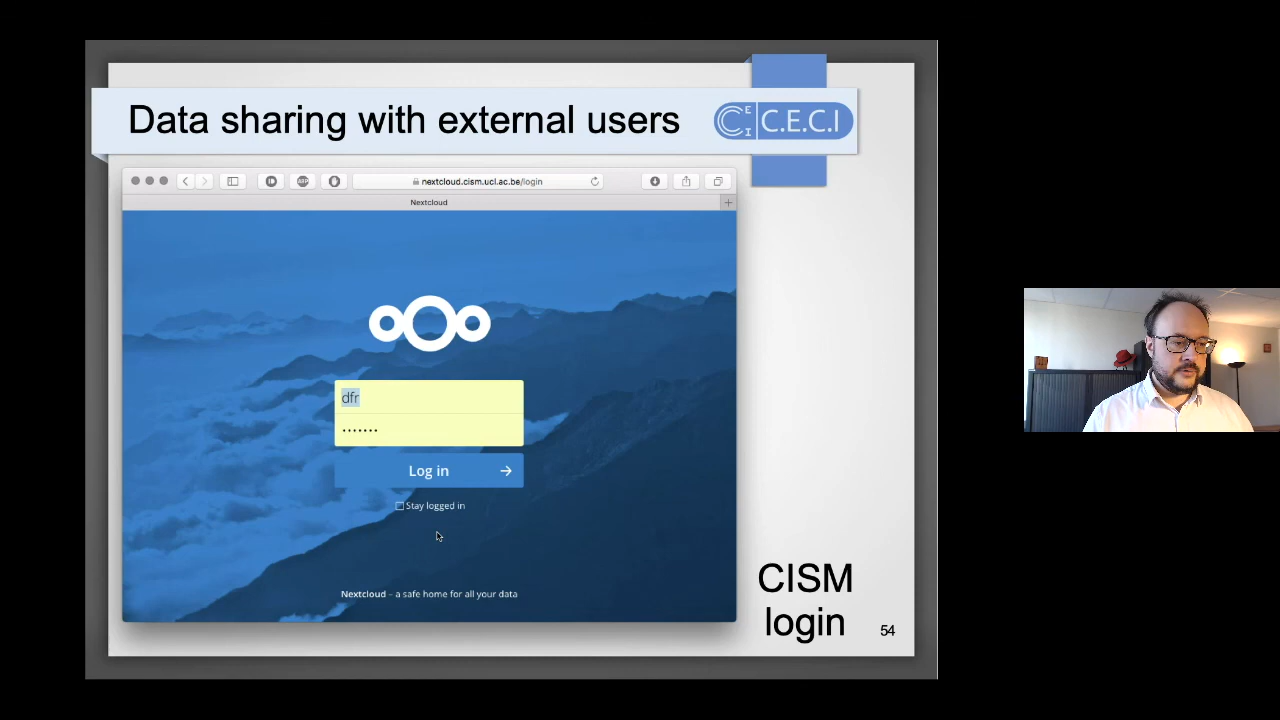 Data sharing with external users
CECI C.E.C.I
nextcloud.cism.ucl.ac.be/login
Nextcloud
dfr
•••••••
Log in
Stay logged in
Nextcloud – a safe home for all your data
CISM
login
54